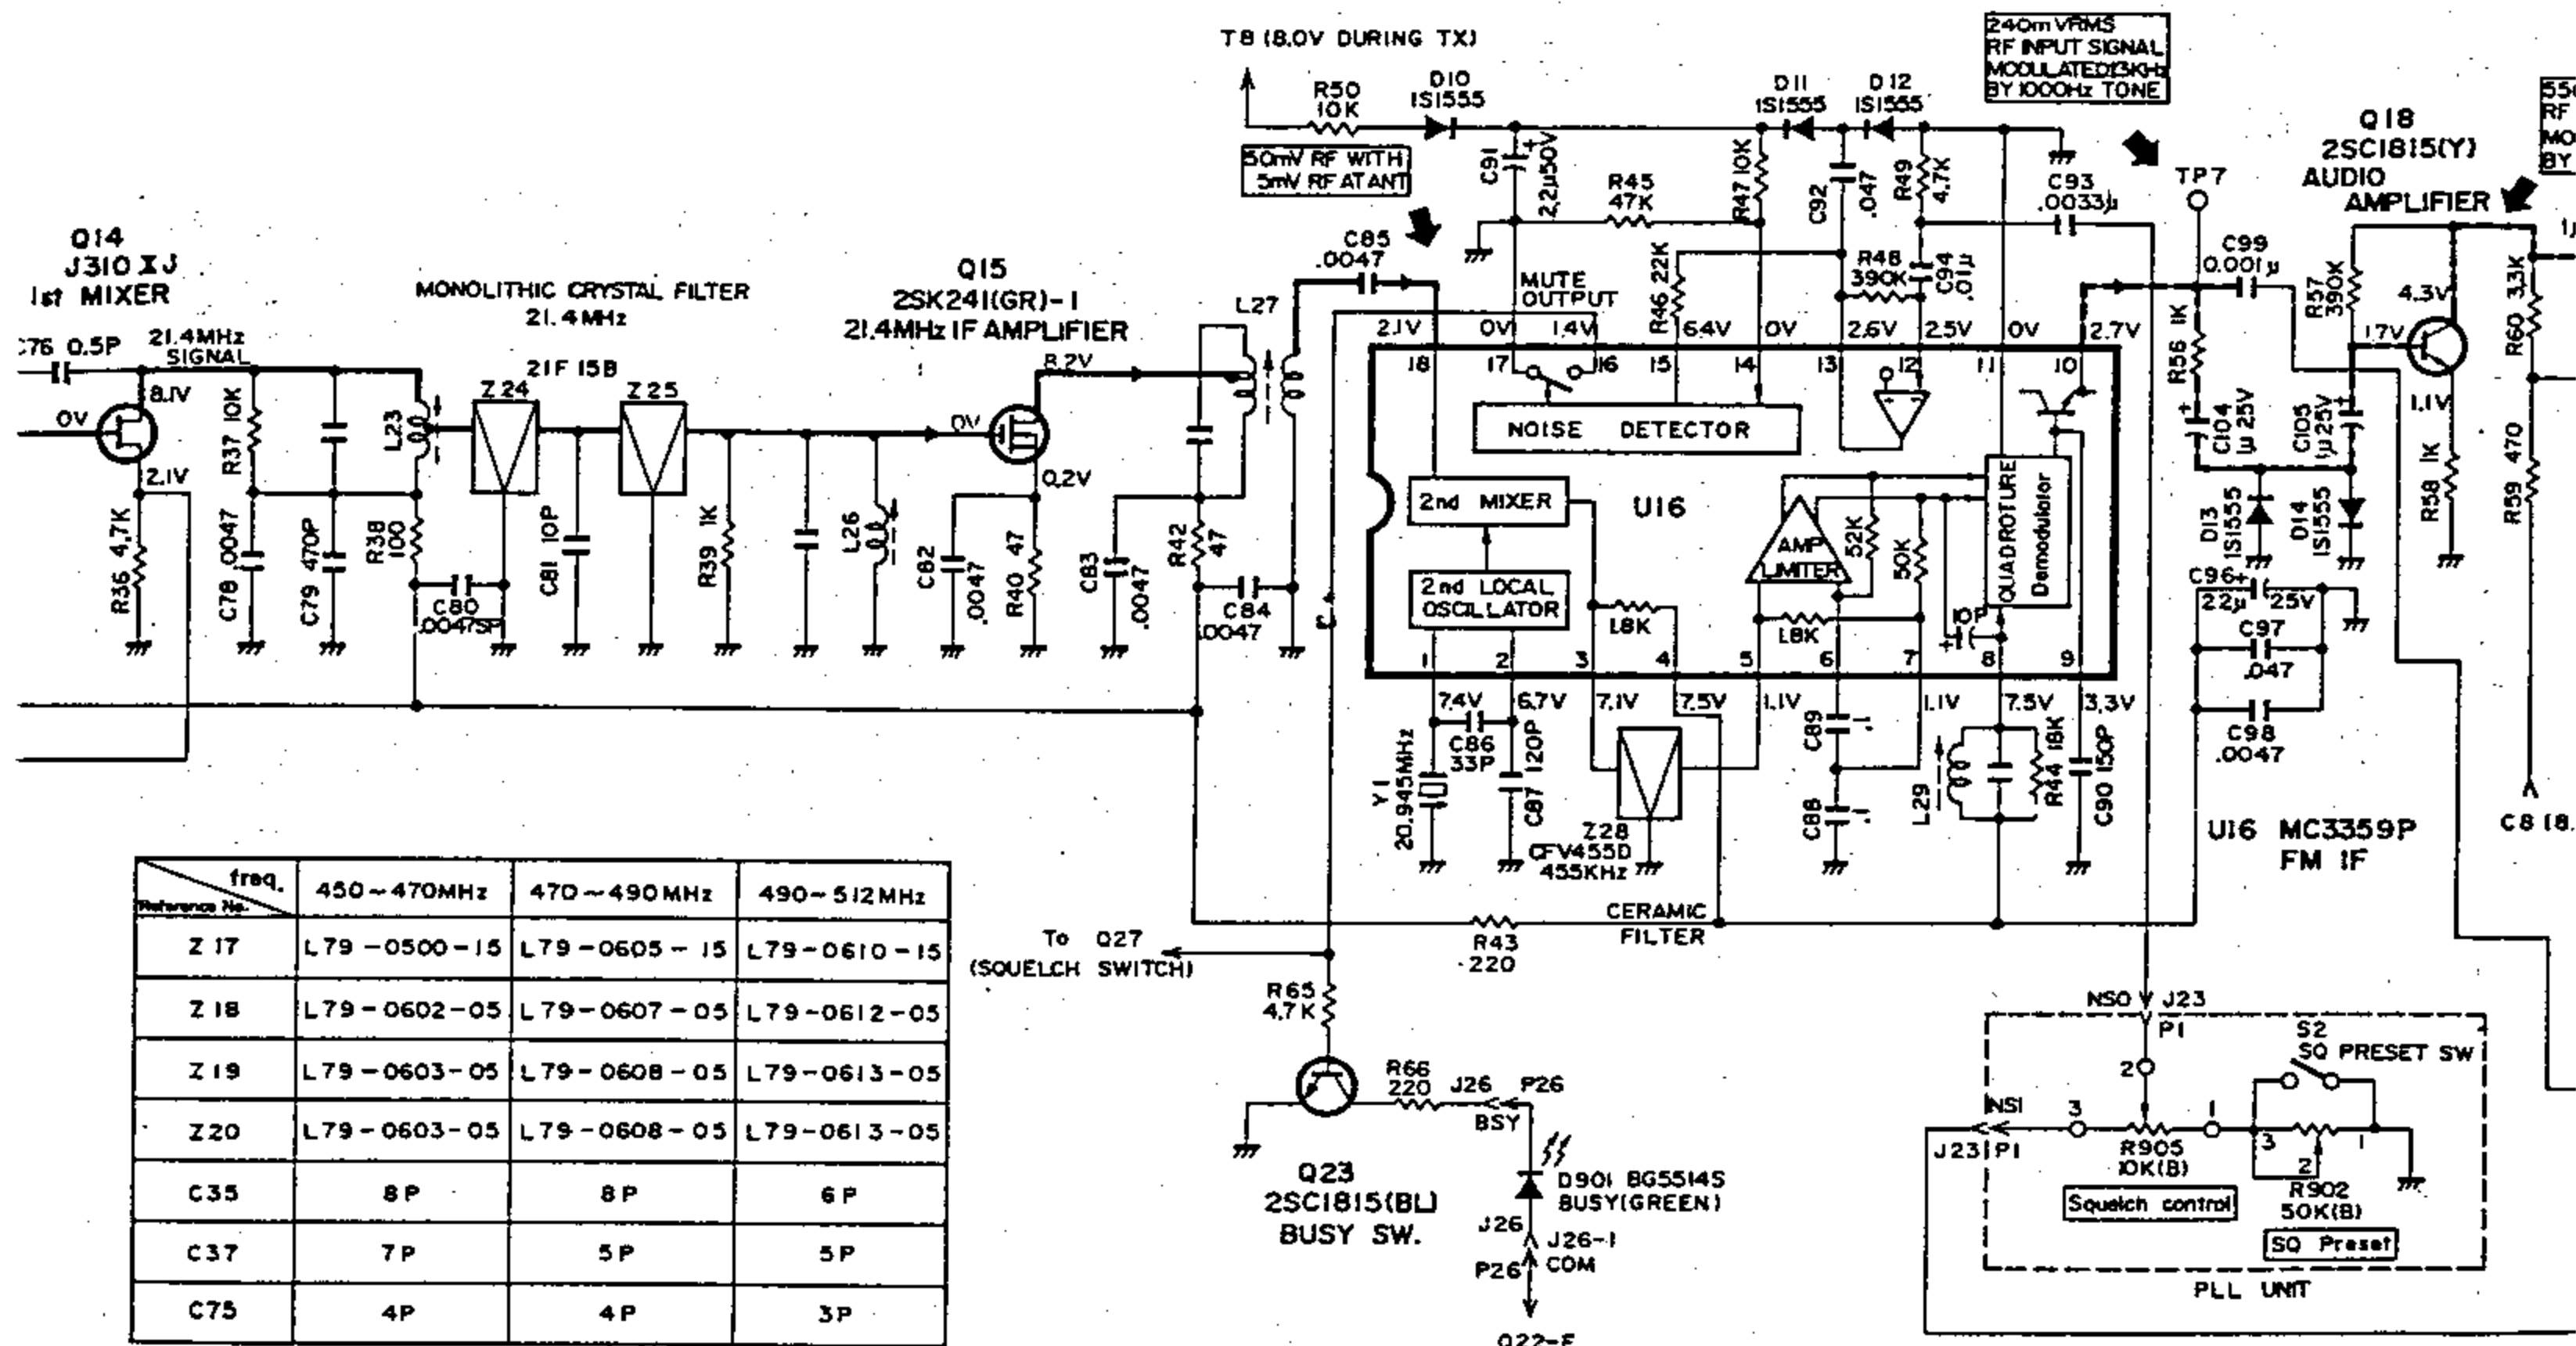 T8 (8.0V DURING TX)
R50
10K
D10
1S1555
50mV RF WITH
5mV RF AT ANT
C91
2.2µ50V
R45
47K
R47 10K
D11
1S1555
D12
1S1555
C92
.047
R49
4.7K
240mVRMS
RF INPUT SIGNAL
BY 1000Hz TONE
C93
.0033µ
TP7
Q18
2SC1815(Y)
AUDIO
AMPLIFIER
RF
BY
Q14
J310XJ
1st MIXER
C76 0.5P
21.4MHz
SIGNAL
8.1V
0V
2.1V
R36 4.7K
R37 10K
C78 .0047
C79 470P
L23
R38
100
C80
MONOLITHIC CRYSTAL FILTER
21.4MHz
21F 15B
Z24
Z25
C81 10P
R39 1K
L26
Q15
2SK241(GR)-1
21.4MHz IF AMPLIFIER
8.2V
0V
0.2V
C82
.0047
R40 47
C83
.0047
R42
47
C84
.0047
L27
C85
.0047
MUTE
OUTPUT
R46 22K
R48
390K
C94
.01µ
2.1V
0V
1.4V
6.4V
0V
2.6V
2.5V
0V
2.7V
18
17
16
15
14
13
12
11
10
NOISE DETECTOR
2nd MIXER
2nd LOCAL
OSCILLATOR
U16
AMP
LIMITER
52K
50K
1.8K
1.8K
10P
QUADROTURE
Demodulator
1
2
3
4
5
6
7
8
9
7.4V
6.7V
7.1V
7.5V
1.1V
1.1V
7.5V
3.3V
C86
33P
Y1
20.945MHz
C87 120P
Z28
CFV455D
455KHz
CERAMIC
FILTER
C89
.1
C88
.1
L29
R44 18K
C90 150P
R43
220
C99
0.001µ
R56 1K
C104
1µ25V
C105
1µ25V
R57
390K
4.3V
1.7V
1.1V
R58 1K
R60 3.3K
R59 470
D13
1S1555
D14
1S1555
C96
22µ
25V
C97
.047
C98
.0047
U16 MC3359P
FM IF
C8 (8.
freq.
Reference No.
450~470MHz
470~490MHz
490~512MHz
Z17 L79-0500-15 L79-0605-15 L79-0610-15
Z18 L79-0602-05 L79-0607-05 L79-0612-05
Z19 L79-0603-05 L79-0608-05 L79-0613-05
Z20 L79-0603-05 L79-0608-05 L79-0613-05
C35 8P 8P 6P
C37 7P 5P 5P
C75 4P 4P 3P
To Q27
(SQUELCH SWITCH)
R65
4.7K
R66
220
J26
P26
BSY
Q23
2SC1815(BL)
BUSY SW.
D901 BG5514S
BUSY(GREEN)
J26
J26-1
COM
P26
NSO
J23
P1
2
S2
SQ PRESET SW
NSI
3
1
3
1
2
J23
P1
R905
10K(B)
Squelch control
R902
50K(B)
SQ Preset
PLL UNIT